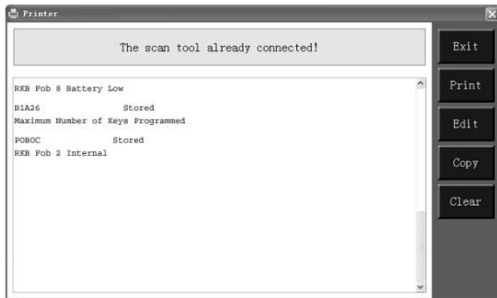 Printer
The scan tool already connected!
RKB Fob 8 Battery Low
B1A26 Stored
Maximum Number of Keys Programmed
POBOC Stored
RKB Fob 2 Internal
Exit
Print
Edit
Copy
Clear